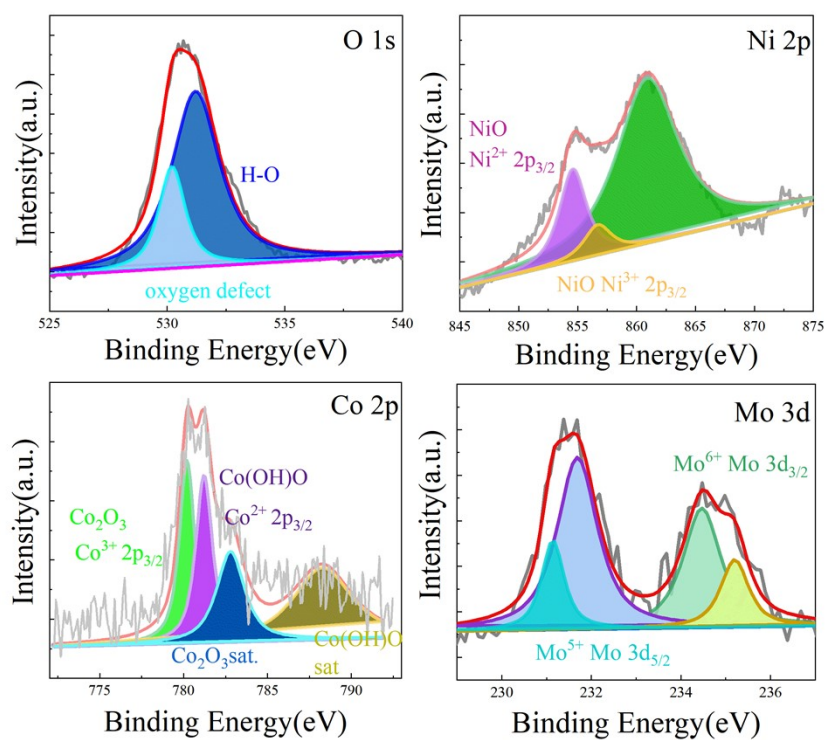 O 1s
Intensity(a.u.)
H-O
oxygen defect
525 530 535 540
Binding Energy(eV)
Ni 2p
Intensity(a.u.)
NiO
Ni²⁺ 2p₃/₂
NiO Ni³⁺ 2p₃/₂
845 850 855 860 865 870 875
Binding Energy(eV)
Co 2p
Intensity(a.u.)
Co(OH)O
Co²⁺ 2p₃/₂
Co₂O₃
Co³⁺ 2p₃/₂
Co₂O₃sat.
Co(OH)O
sat
775 780 785 790
Binding Energy(eV)
Mo 3d
Intensity(a.u.)
Mo⁶⁺ Mo 3d₃/₂
Mo⁵⁺ Mo 3d₅/₂
230 232 234 236
Binding Energy(eV)